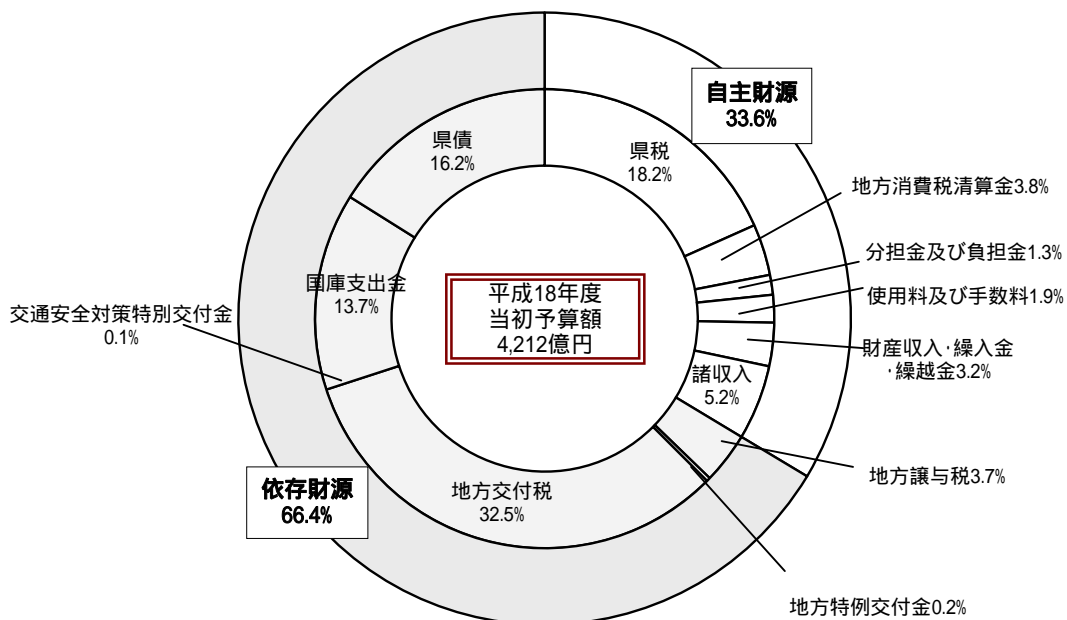 自主財源
33.6%
県税
18.2%
地方消費税清算金3.8%
分担金及び負担金1.3%
使用料及び手数料1.9%
財産収入･繰入金
･繰越金3.2%
諸収入
5.2%
地方譲与税3.7%
地方特例交付金0.2%
地方交付税
32.5%
依存財源
66.4%
交通安全対策特別交付金
0.1%
国庫支出金
13.7%
県債
16.2%
平成18年度
当初予算額
4,212億円